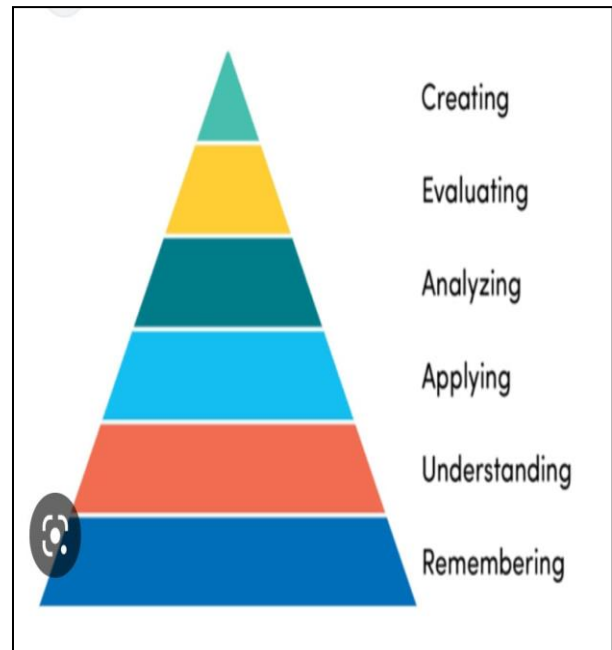 Creating
Evaluating
Analyzing
Applying
Understanding
Remembering